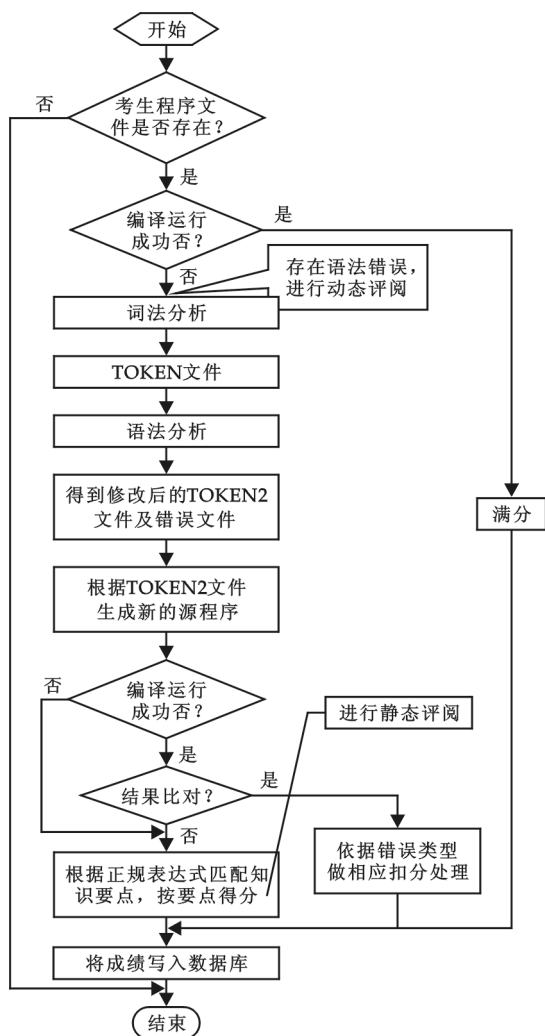 开始
否
考生程序文
件是否存在?
是
编译运行
成功否?
是
否
存在语法错误,
进行动态评阅
词法分析
TOKEN文件
语法分析
得到修改后的TOKEN2
文件及错误文件
满分
根据TOKEN2文件
生成新的源程序
否
编译运行
成功否?
进行静态评阅
是
结果比对?
是
否
依据错误类型
做相应扣分处理
根据正规表达式匹配知
识要点，按要点得分
将成绩写入数据库
结束